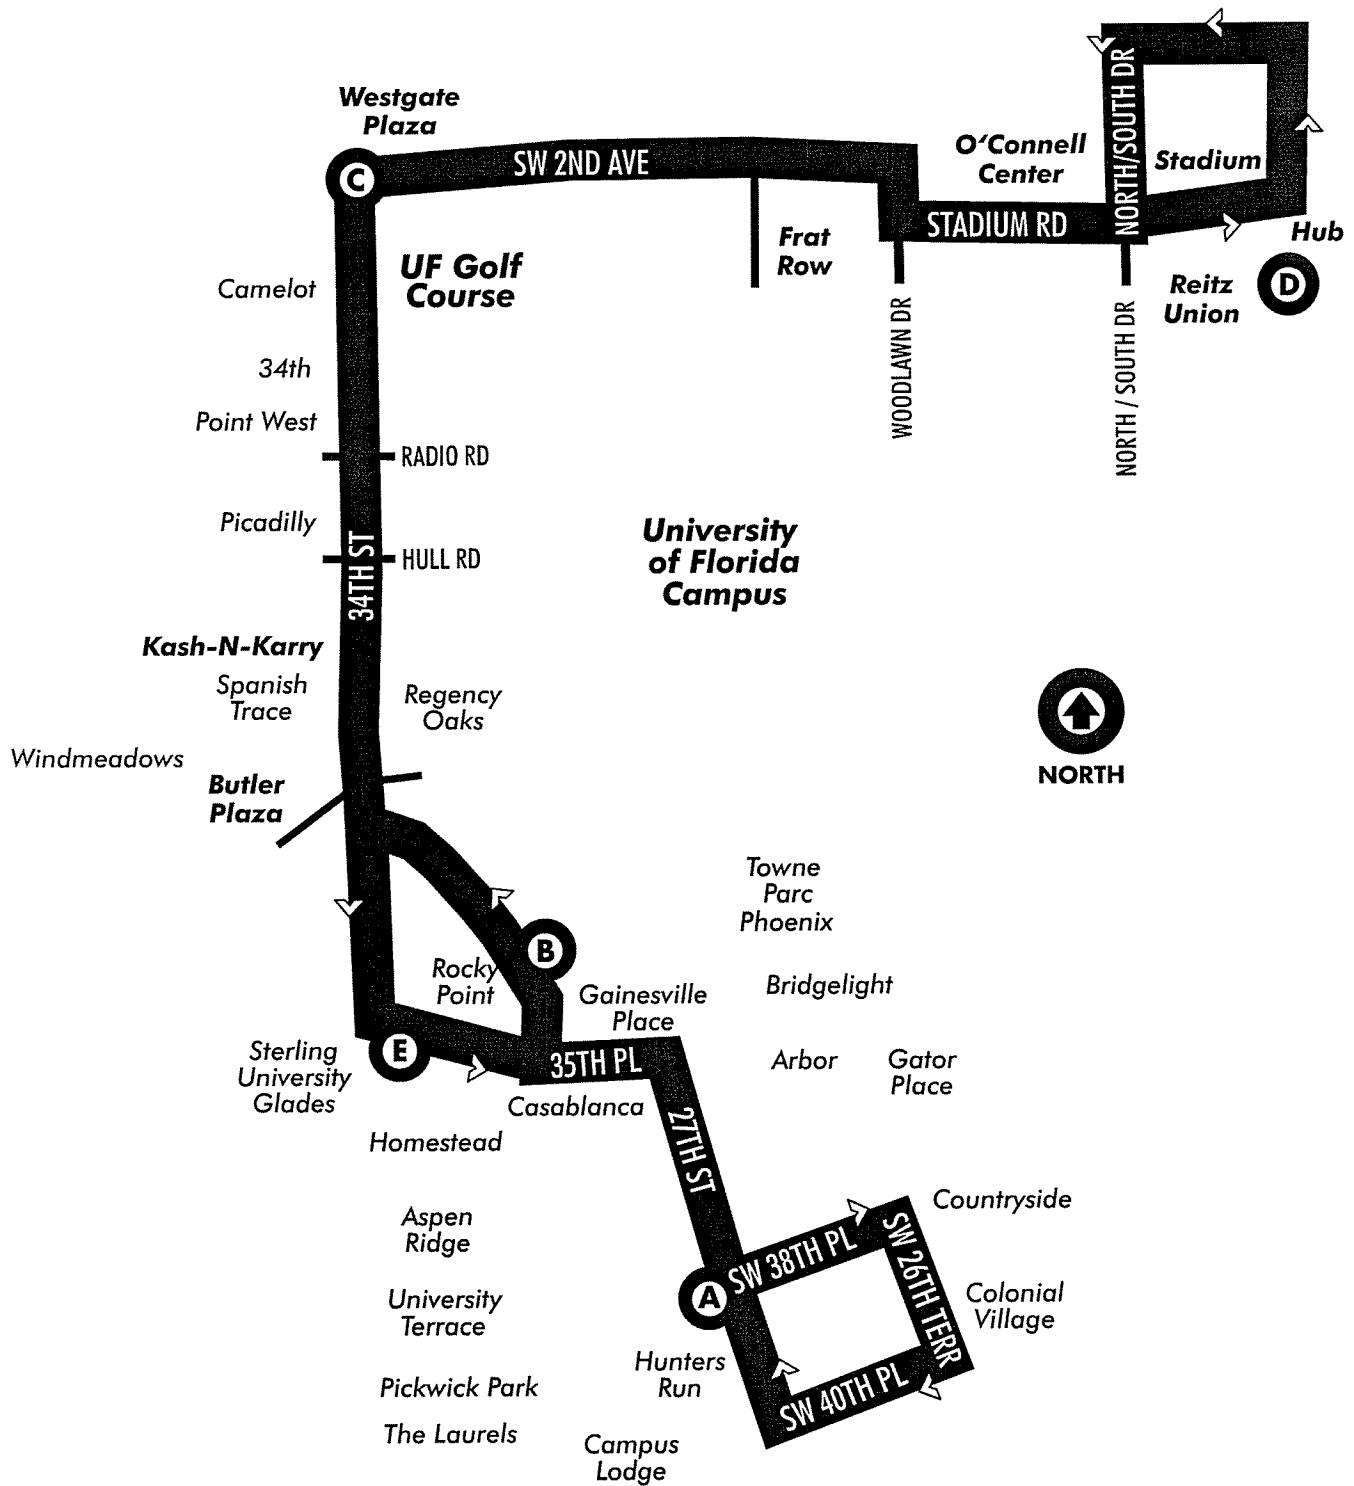 Westgate
Plaza
C
SW 2ND AVE
O'Connell
Center
NORTH/SOUTH DR
Stadium
STADIUM RD
Frat
Row
Hub
D
Reitz
Union
WOODLAWN DR
NORTH / SOUTH DR
UF Golf
Course
Camelot
34th
Point West
RADIO RD
Picadilly
HULL RD
34TH ST
University
of Florida
Campus
Kash-N-Karry
Spanish
Trace
Regency
Oaks
Windmeadows
Butler
Plaza
NORTH
Towne
Parc
Phoenix
B
Rocky
Point
Gainesville
Place
Bridgelight
E
Sterling
University
Glades
35TH PL
Arbor
Gator
Place
Casablanca
Homestead
27TH ST
Aspen
Ridge
Countryside
SW 38TH PL
SW 26TH TERR
A
University
Terrace
Colonial
Village
Hunters
Run
Pickwick Park
SW 40TH PL
The Laurels
Campus
Lodge